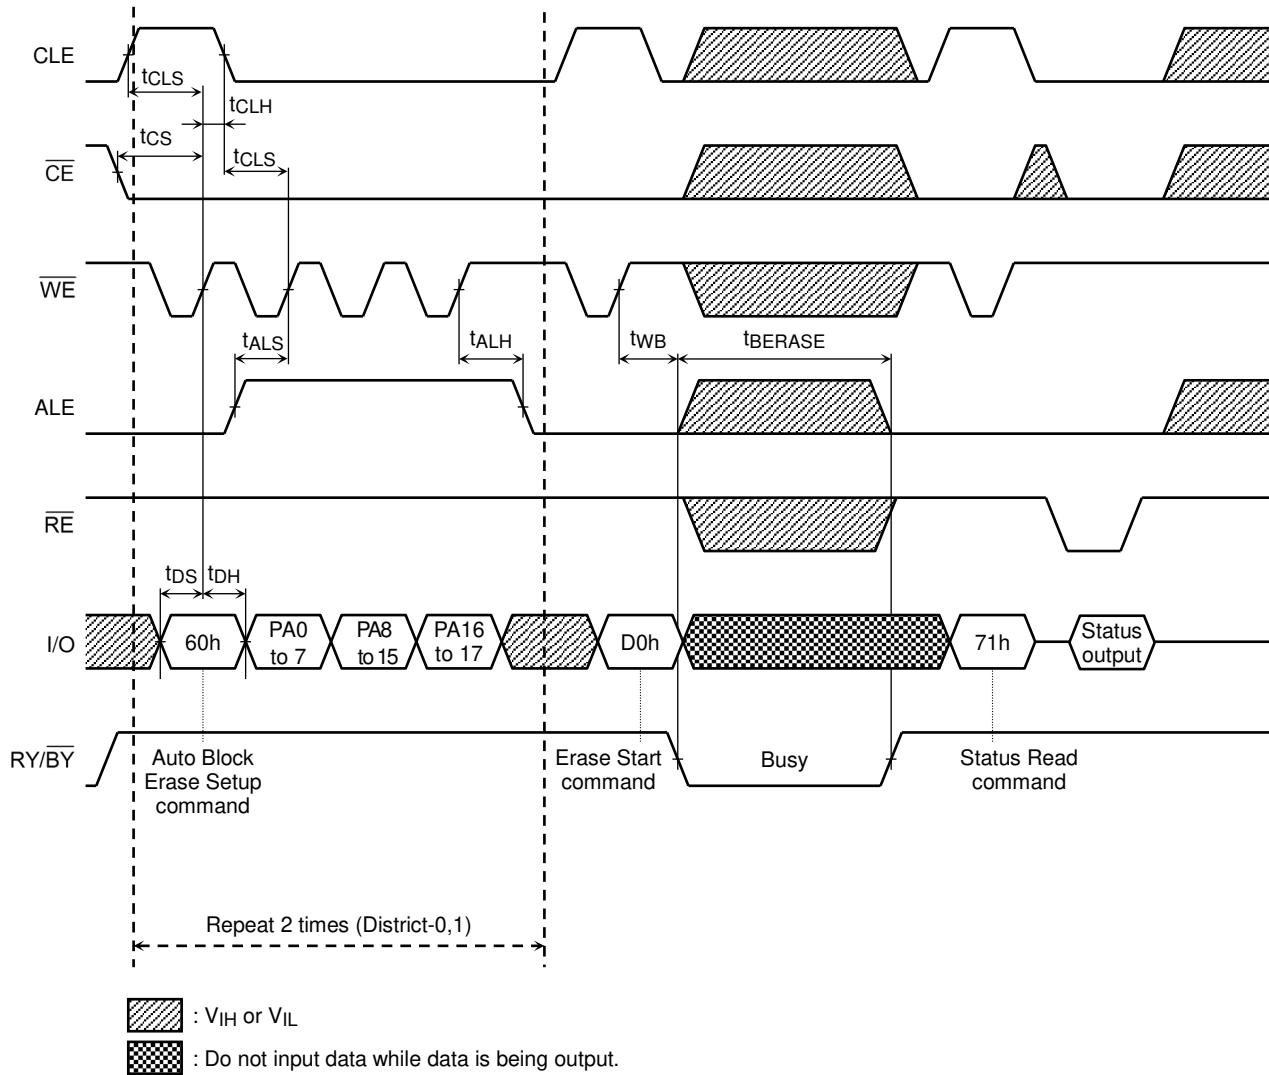 CLE
tCLS
tCLH
tCS
tCLS
CE
WE
tALS
tALH
tWB
tBERASE
ALE
RE
tDS
tDH
I/O
60h
PA0
to 7
PA8
to 15
PA16
to 17
D0h
71h
Status
output
RY/BY
Auto Block
Erase Setup
command
Erase Start
command
Busy
Status Read
command
Repeat 2 times (District-0,1)
: VIH or VIL
: Do not input data while data is being output.